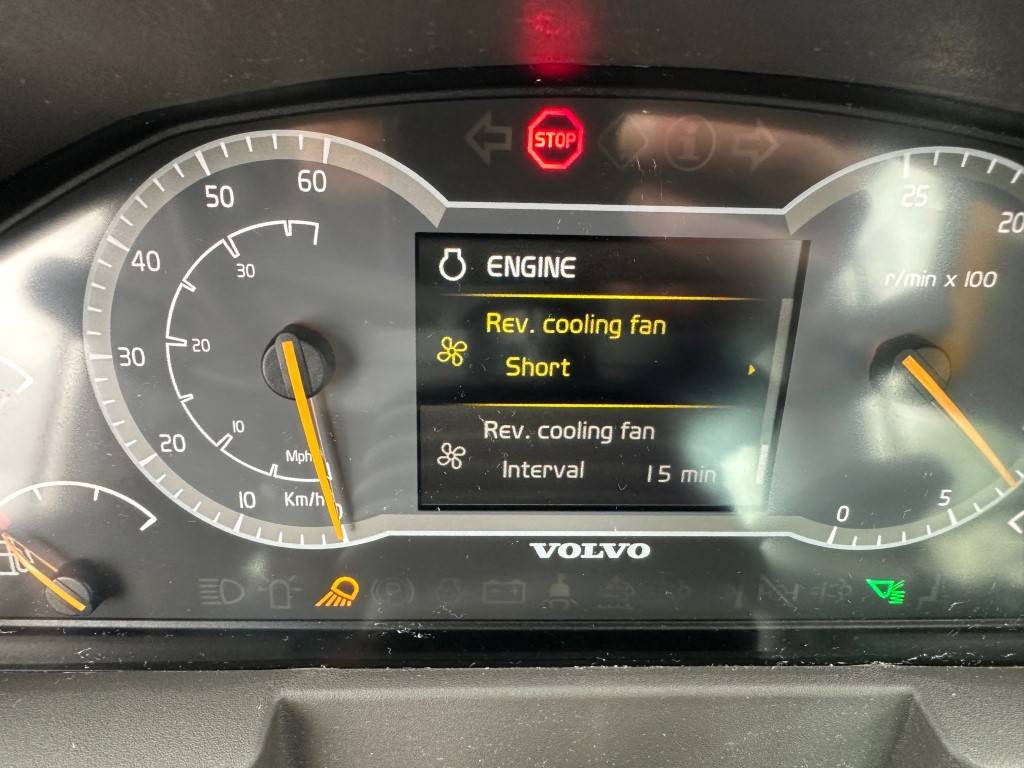 STOP
60
50
40
30
20
10
30
20
10
Mph
Km/h
0
ENGINE
Rev. cooling fan
Short
Rev. cooling fan
Interval 15 min
25
20
r/min x 100
5
0
VOLVO
(P)